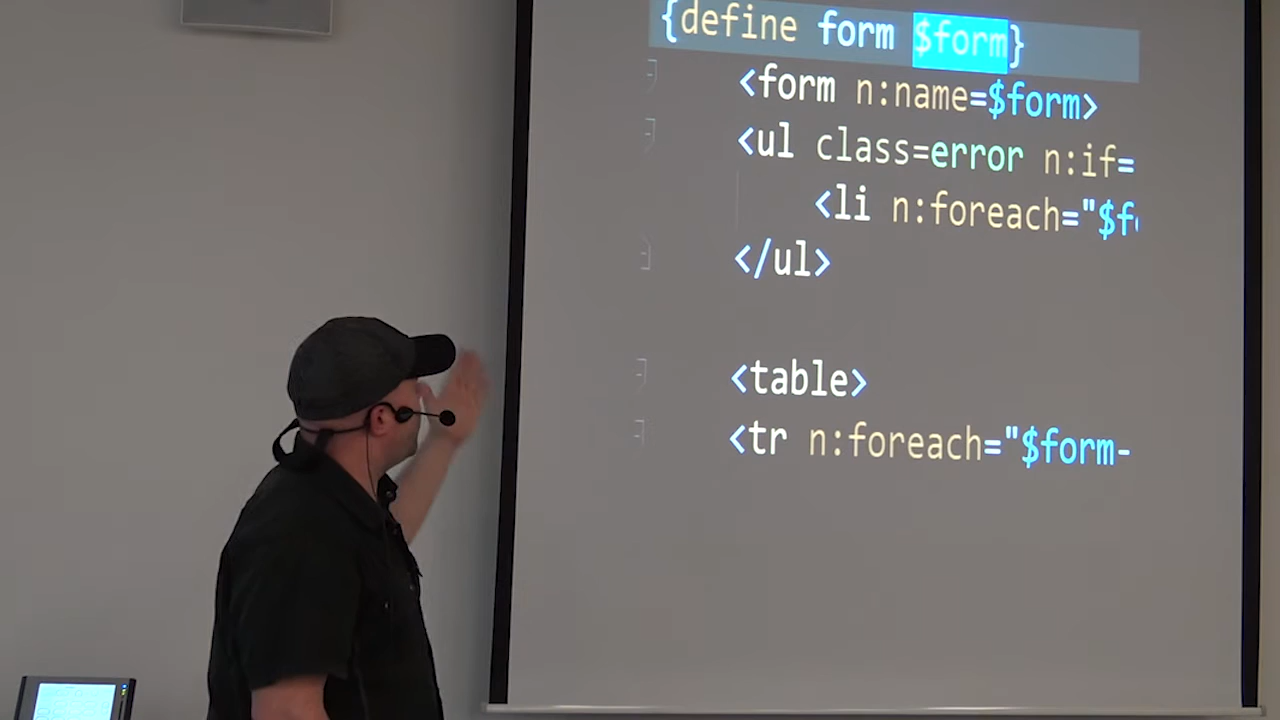 {define form $form}
<form n:name=$form>
<ul class=error n:if=
<li n:foreach="$f
</ul>
<table>
<tr n:foreach="$form-